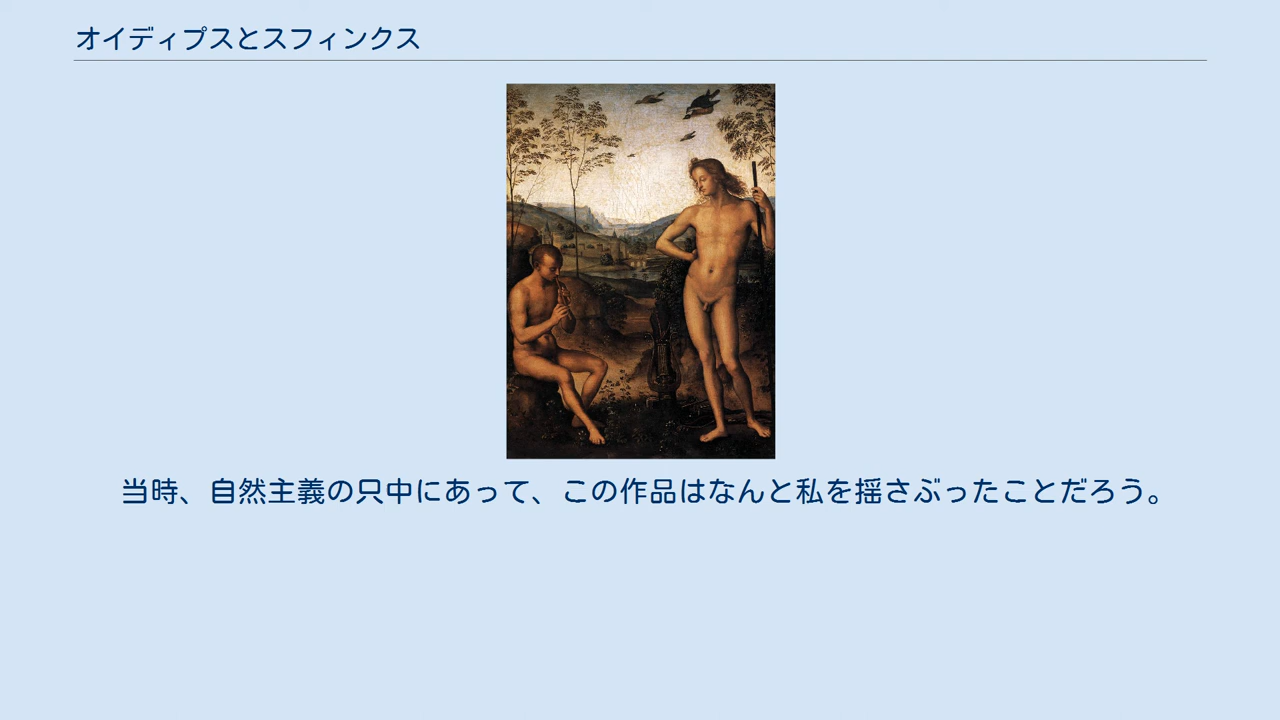 オイディプスとスフィンクス
当時、自然主義の只中にあって、この作品はなんと私を揺さぶったことだろう。